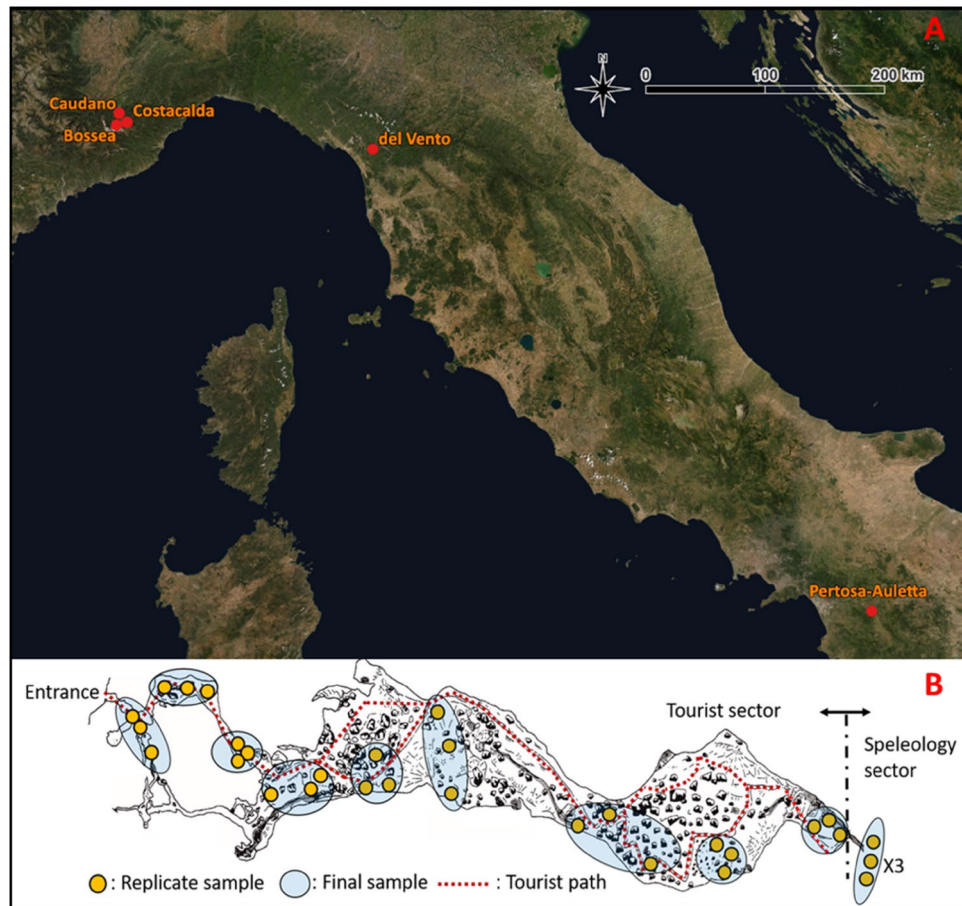 A
N
0 100 200 km
Caudano
Costacalda
Bossea
del Vento
Pertosa-Auletta
B
Entrance
Tourist sector
Speleology
sector
X3
: Replicate sample : Final sample : Tourist path